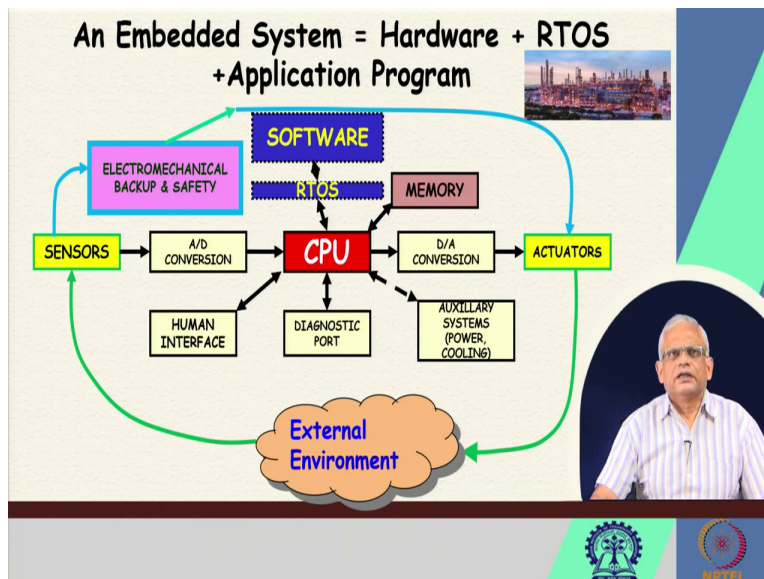 An Embedded System = Hardware + RTOS
+Application Program
SOFTWARE
ELECTROMECHANICAL
BACKUP & SAFETY
RTOS
MEMORY
SENSORS
A/D
CONVERSION
CPU
D/A
CONVERSION
ACTUATORS
HUMAN
INTERFACE
DIAGNOSTIC
PORT
AUXILLARY
SYSTEMS
(POWER,
COOLING)
External
Environment
NPTEL